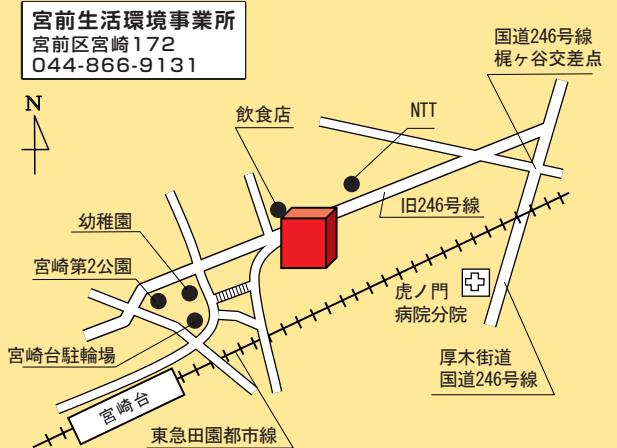 宮前生活環境事業所
宮前区宮崎172
044-866-9131
国道246号線
梶ヶ谷交差点
N
飲食店
NTT
旧246号線
幼稚園
宮崎第2公園
虎ノ門
病院分院
宮崎台駐輪場
厚木街道
国道246号線
宮崎台
東急田園都市線